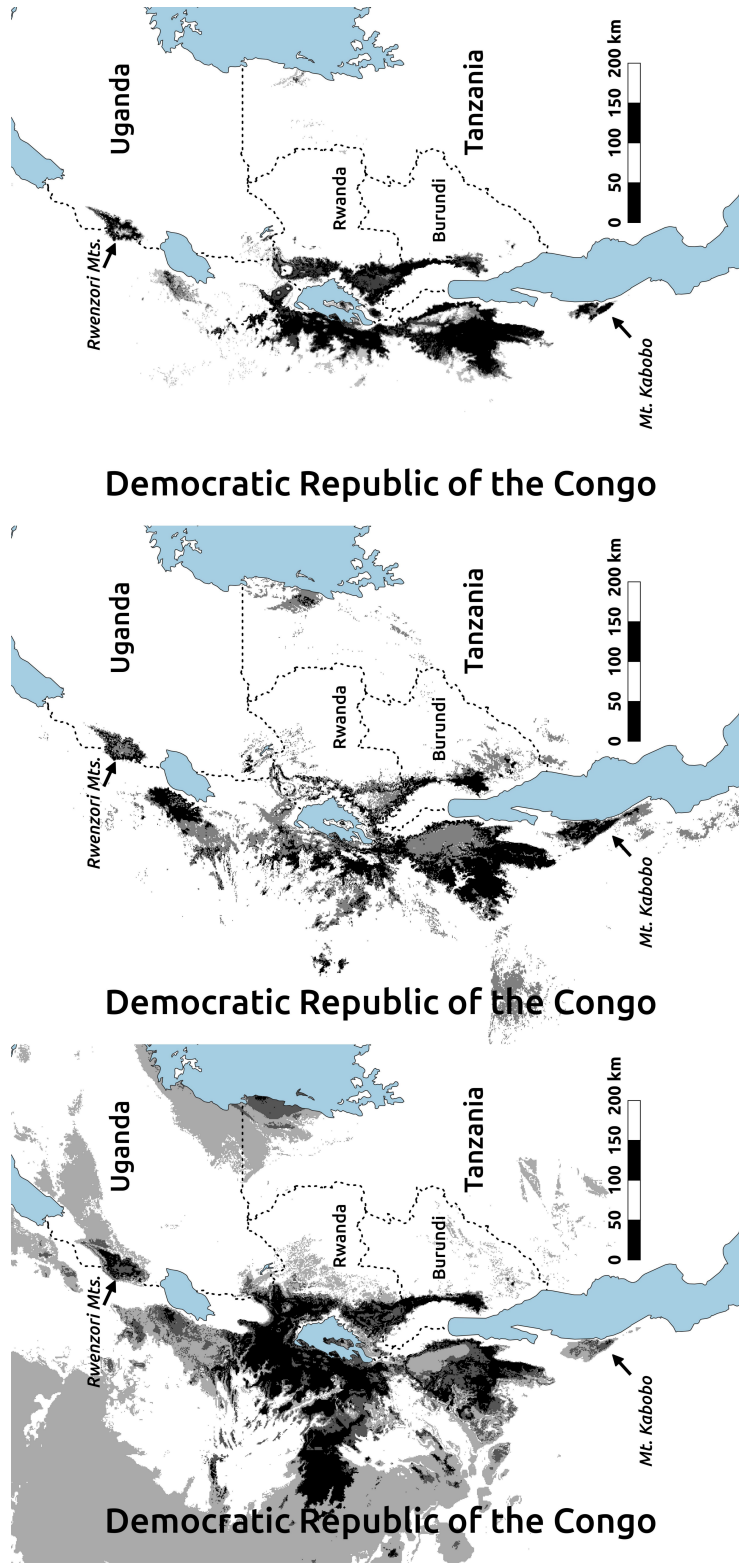 Uganda
Rwenzori Mts.
Rwanda
Burundi
Tanzania
0 50 100 150 200 km
Mt. Kabobo
Democratic Republic of the Congo
Uganda
Rwenzori Mts.
Rwanda
Burundi
Tanzania
0 50 100 150 200 km
Mt. Kabobo
Democratic Republic of the Congo
Uganda
Rwenzori Mts.
Rwanda
Burundi
Tanzania
0 50 100 150 200 km
Mt. Kabobo
Democratic Republic of the Congo